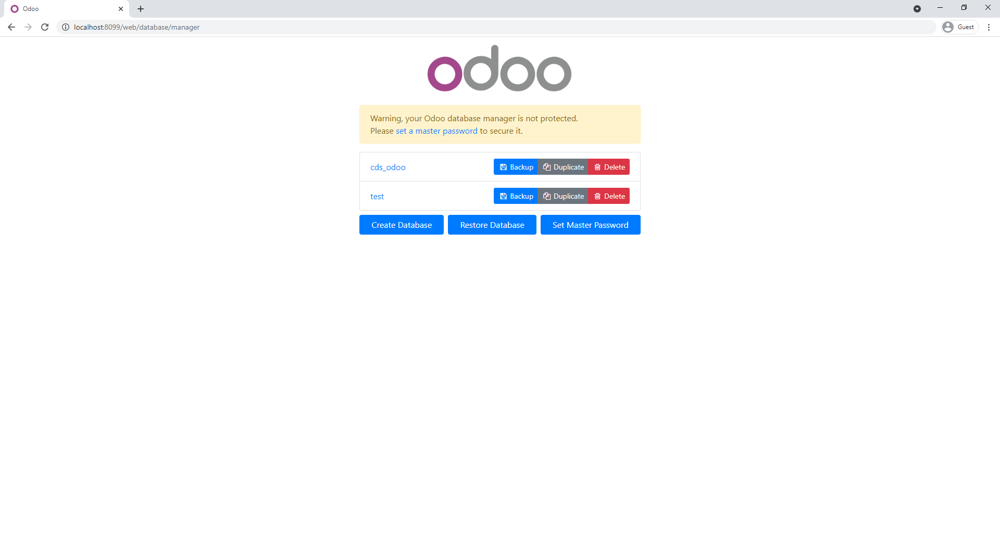 Odoo
localhost:8099/web/database/manager
Guest
odoo
Warning, your Odoo database manager is not protected.
Please set a master password to secure it.
cds_odoo Backup Duplicate Delete
test Backup Duplicate Delete
Create Database Restore Database Set Master Password